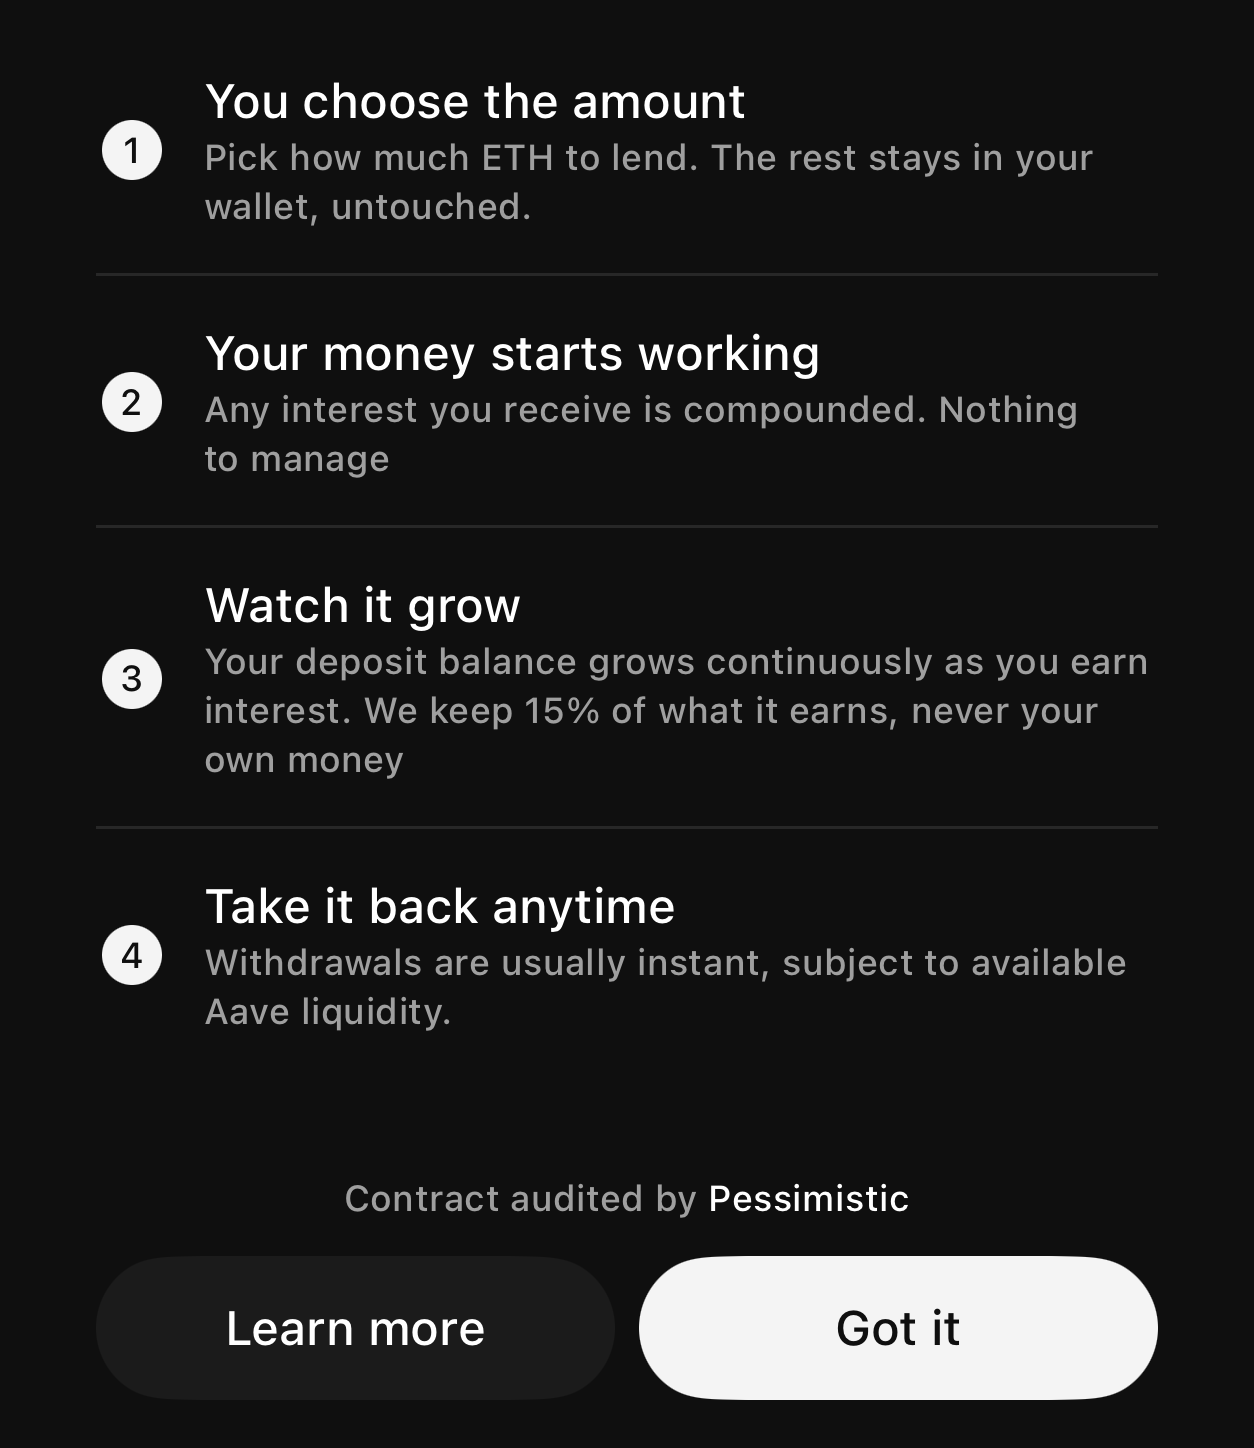 You choose the amount
1
Pick how much ETH to lend. The rest stays in your
wallet, untouched.
Your money starts working
2
Any interest you receive is compounded. Nothing
to manage
Watch it grow
3
Your deposit balance grows continuously as you earn
interest. We keep 15% of what it earns, never your
own money
Take it back anytime
4
Withdrawals are usually instant, subject to available
Aave liquidity.
Contract audited by Pessimistic
Learn more
Got it